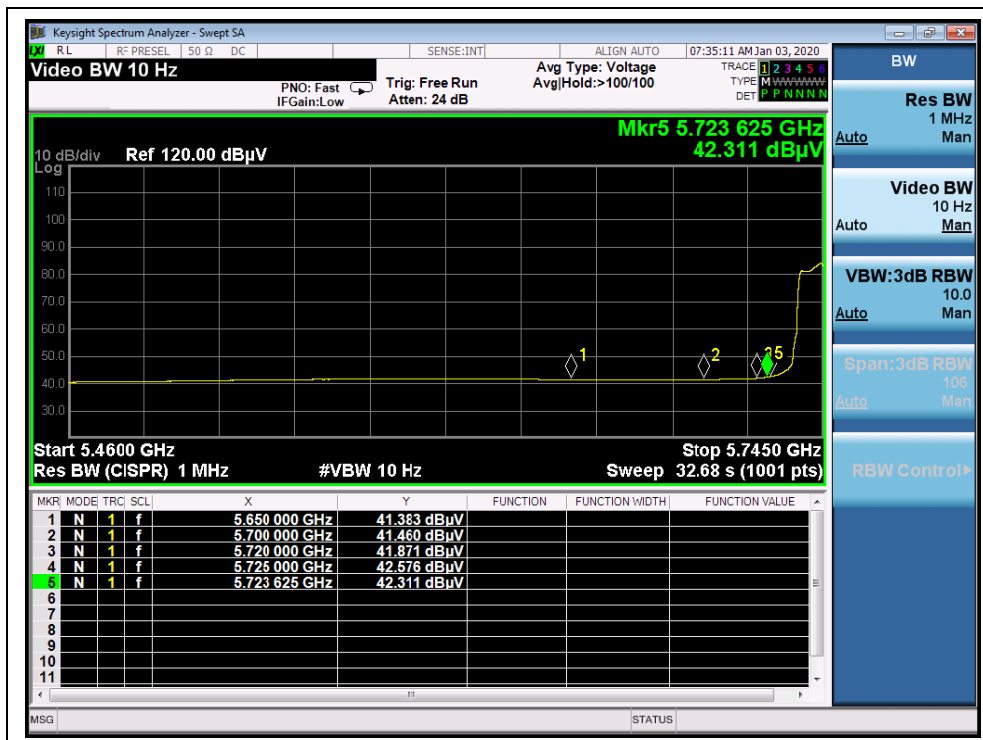 Keysight Spectrum Analyzer - Swept SA
LXI RL RF PRESEL 50 Ω DC SENSE:INT ALIGN AUTO 07:35:11 AM Jan 03, 2020
Video BW 10 Hz
PNO: Fast
IFGain:Low
Trig: Free Run
Atten: 24 dB
Avg Type: Voltage
Avg|Hold:>100/100
TRACE 1 2 3 4 5 6
TYPE M WWWWW
DET P P N N N N
Mkr5 5.723 625 GHz
42.311 dBµV
10 dB/div Ref 120.00 dBµV
Log
110
100
90.0
80.0
70.0
60.0
50.0
40.0
30.0
1
2
5
Start 5.4600 GHz Stop 5.7450 GHz
Res BW (CISPR) 1 MHz #VBW 10 Hz Sweep 32.68 s (1001 pts)
MKR MODE TRC SCL X Y FUNCTION FUNCTION WIDTH FUNCTION VALUE
1 N 1 f 5.650 000 GHz 41.383 dBµV
2 N 1 f 5.700 000 GHz 41.460 dBµV
3 N 1 f 5.720 000 GHz 41.871 dBµV
4 N 1 f 5.725 000 GHz 42.576 dBµV
5 N 1 f 5.723 625 GHz 42.311 dBµV
6
7
8
9
10
11
MSG STATUS
BW
Res BW
1 MHz
Auto Man
Video BW
10 Hz
Auto Man
VBW:3dB RBW
10.0
Auto Man
Span:3dB RBW
106
Auto Man
RBW Control